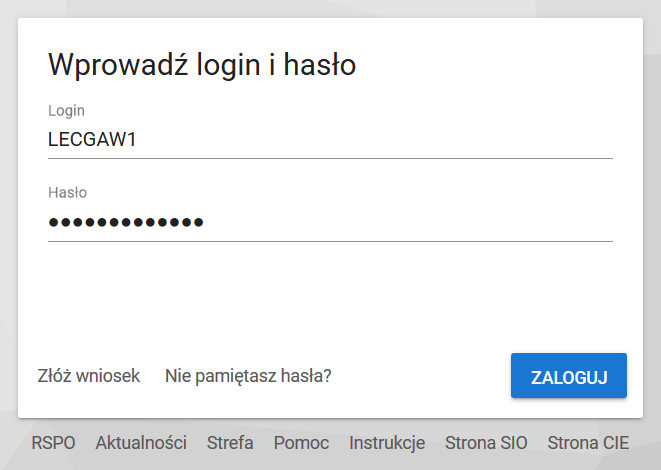 Wprowadź login i hasło
Login
LECGAW1
Hasło
●●●●●●●●●●●●●
Złóż wniosek Nie pamiętasz hasła? ZALOGUJ
RSPO Aktualności Strefa Pomoc Instrukcje Strona SIO Strona CIE